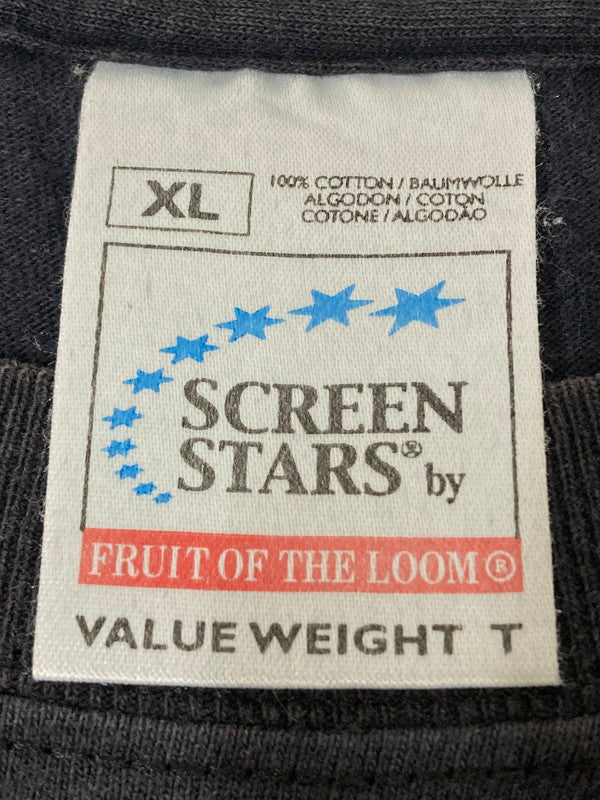 XL
100% COTTON / BAUMWOLLE
ALGODON / COTON
COTONE / ALGODÃO
SCREEN
STARS® by
FRUIT OF THE LOOM®
VALUE WEIGHT T